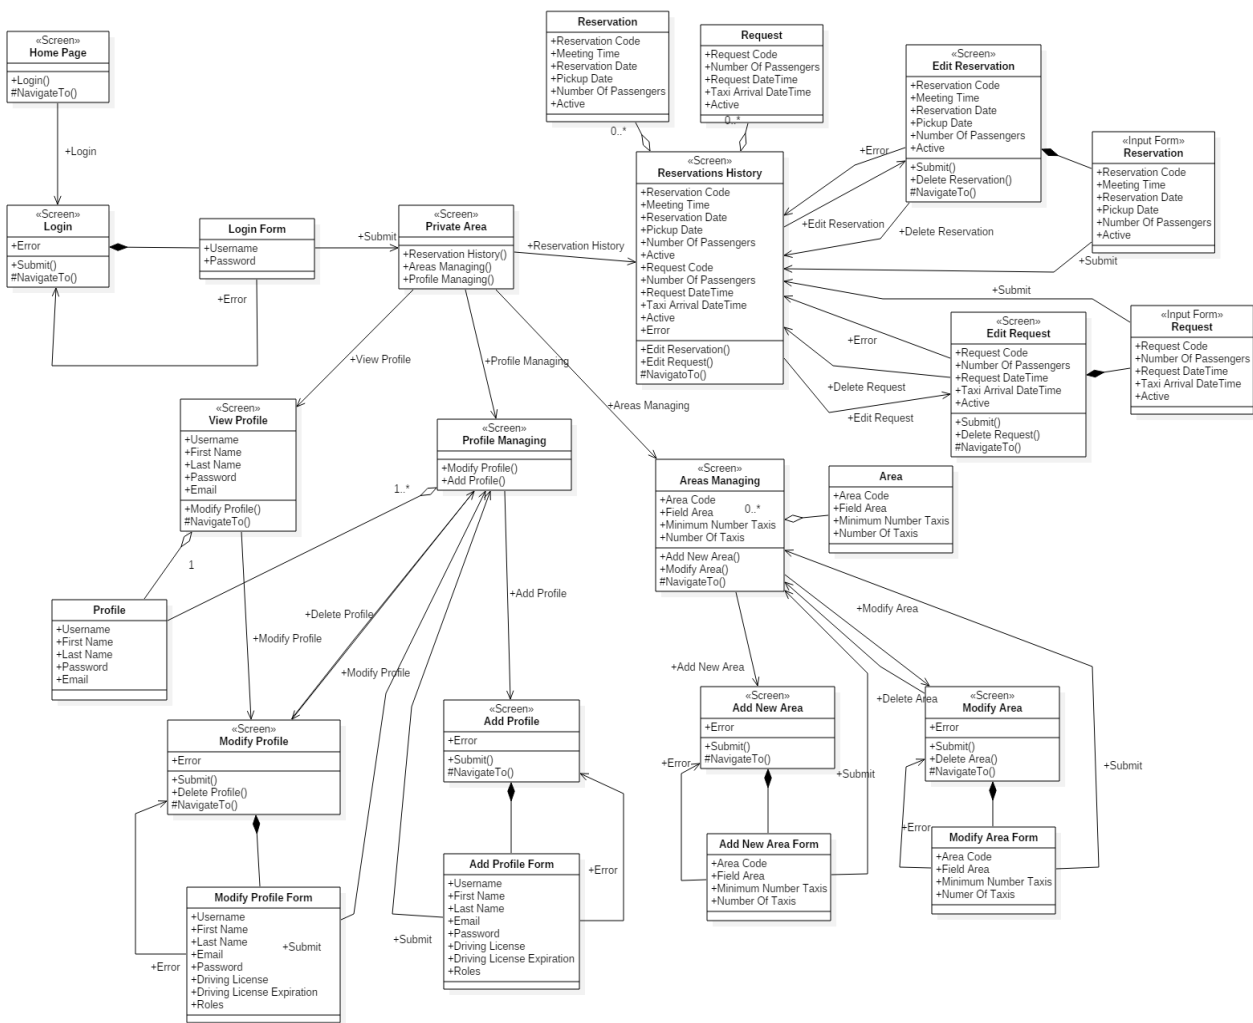 «Screen»
Home Page
+Login()
#NavigateTo()
+Login
«Screen»
Login
+Error
+Submit()
#NavigateTo()
Login Form
+Username
+Password
+Error
+Submit
«Screen»
Private Area
+Reservation History()
+Areas Managing()
+Profile Managing()
+Reservation History
Reservation
+Reservation Code
+Meeting Time
+Reservation Date
+Pickup Date
+Number Of Passengers
+Active
0..*
Request
+Request Code
+Number Of Passengers
+Request DateTime
+Taxi Arrival DateTime
+Active
0..*
«Screen»
Reservations History
+Reservation Code
+Meeting Time
+Reservation Date
+Pickup Date
+Number Of Passengers
+Active
+Request Code
+Number Of Passengers
+Request DateTime
+Taxi Arrival DateTime
+Active
+Error
+Edit Reservation()
+Edit Request()
#NavigatoTo()
«Screen»
Edit Reservation
+Reservation Code
+Meeting Time
+Reservation Date
+Pickup Date
+Number Of Passengers
+Active
+Submit()
+Delete Reservation()
#NavigateTo()
+Error
+Edit Reservation
+Delete Reservation
«Input Form»
Reservation
+Reservation Code
+Meeting Time
+Reservation Date
+Pickup Date
+Number Of Passengers
+Active
+Submit
+Submit
«Input Form»
Request
+Request Code
+Number Of Passengers
+Request DateTime
+Taxi Arrival DateTime
+Active
«Screen»
Edit Request
+Request Code
+Number Of Passengers
+Request DateTime
+Taxi Arrival DateTime
+Active
+Submit()
+Delete Request()
#NavigateTo()
+Error
+Delete Request
+Edit Request
+View Profile
+Profile Managing
+Areas Managing
«Screen»
View Profile
+Username
+First Name
+Last Name
+Password
+Email
+Modify Profile()
#NavigateTo()
1
«Screen»
Profile Managing
+Modify Profile()
+Add Profile()
1..*
«Screen»
Areas Managing
+Area Code
+Field Area
+Minimum Number Taxis
+Number Of Taxis
+Add New Area()
+Modify Area()
#NavigateTo()
0..*
Area
+Area Code
+Field Area
+Minimum Number Taxis
+Number Of Taxis
Profile
+Username
+First Name
+Last Name
+Password
+Email
+Delete Profile
+Modify Profile
+Modify Profile
+Add Profile
+Modify Area
+Add New Area
+Delete Area
«Screen»
Modify Profile
+Error
+Submit()
+Delete Profile()
#NavigateTo()
«Screen»
Add Profile
+Error
+Submit()
#NavigateTo()
«Screen»
Add New Area
+Error
+Submit()
#NavigateTo()
+Error
+Submit
«Screen»
Modify Area
+Error
+Submit()
+Delete Area()
#NavigateTo()
+Submit
+Error
Modify Profile Form
+Username
+First Name
+Last Name
+Email
+Password
+Driving License
+Driving License Expiration
+Roles
+Error
+Submit
Add Profile Form
+Username
+First Name
+Last Name
+Email
+Password
+Driving License
+Driving License Expiration
+Roles
+Submit
+Error
Add New Area Form
+Area Code
+Field Area
+Minimum Number Taxis
+Number Of Taxis
Modify Area Form
+Area Code
+Field Area
+Minimum Number Taxis
+Numer Of Taxis